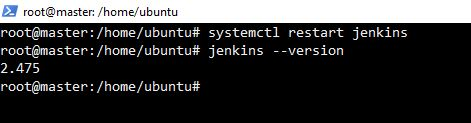 root@master: /home/ubuntu
root@master:/home/ubuntu# systemctl restart jenkins
root@master:/home/ubuntu# jenkins --version
2.475
root@master:/home/ubuntu#